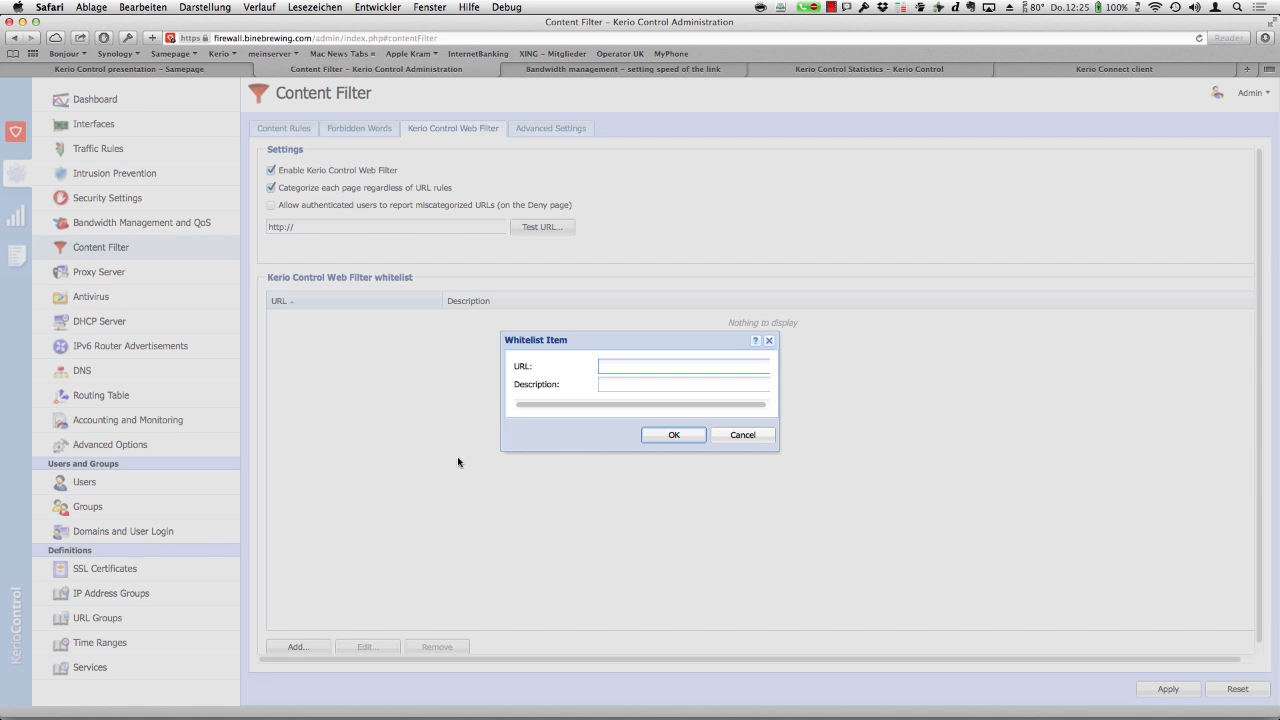 Safari Ablage Bearbeiten Darstellung Verlauf Lesezeichen Entwickler Fenster Hilfe Debug 80° 100% Do.12:25
Content Filter – Kerio Control Administration
https firewall.binebrewing.com/admin/index.php#contentFilter Reader
Bonjour Synology Samepage Kerio meinserver Mac News Tabs Apple Kram InternetBanking XING – Mitglieder Operator UK MyPhone
Kerio Control presentation – Samepage
Content Filter – Kerio Control Administration
Bandwidth management – setting speed of the link
Kerio Control Statistics – Kerio Control
Kerio Connect client
KerioControl
Dashboard
Interfaces
Traffic Rules
Intrusion Prevention
Security Settings
Bandwidth Management and QoS
Content Filter
Proxy Server
Antivirus
DHCP Server
IPv6 Router Advertisements
DNS
Routing Table
Accounting and Monitoring
Advanced Options
Users and Groups
Users
Groups
Domains and User Login
Definitions
SSL Certificates
IP Address Groups
URL Groups
Time Ranges
Services
Content Filter
Admin
Content Rules Forbidden Words Kerio Control Web Filter Advanced Settings
Settings
Enable Kerio Control Web Filter
Categorize each page regardless of URL rules
Allow authenticated users to report miscategorized URLs (on the Deny page)
http:// Test URL...
Kerio Control Web Filter whitelist
URL Description
Nothing to display
Whitelist Item ?
URL:
Description:
OK Cancel
Add... Edit... Remove
Apply Reset